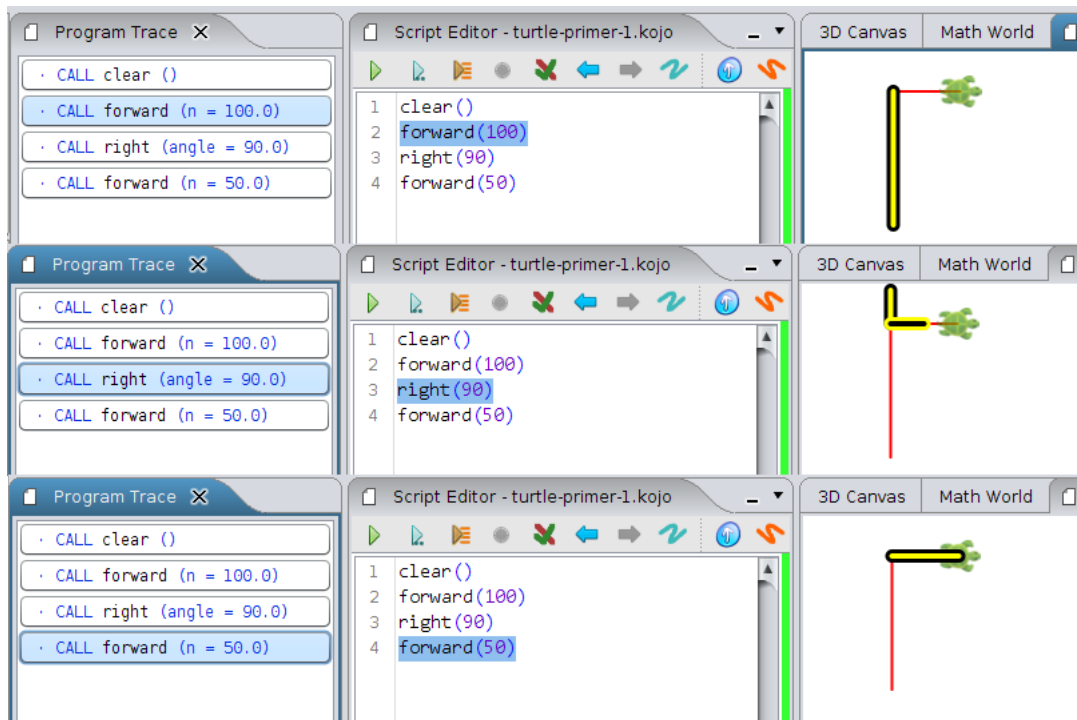 Program Trace
· CALL clear ()
· CALL forward (n = 100.0)
· CALL right (angle = 90.0)
· CALL forward (n = 50.0)
Script Editor - turtle-primer-1.kojo
1 clear()
2 forward(100)
3 right(90)
4 forward(50)
3D Canvas Math World
Program Trace
· CALL clear ()
· CALL forward (n = 100.0)
· CALL right (angle = 90.0)
· CALL forward (n = 50.0)
Script Editor - turtle-primer-1.kojo
1 clear()
2 forward(100)
3 right(90)
4 forward(50)
3D Canvas Math World
Program Trace
· CALL clear ()
· CALL forward (n = 100.0)
· CALL right (angle = 90.0)
· CALL forward (n = 50.0)
Script Editor - turtle-primer-1.kojo
1 clear()
2 forward(100)
3 right(90)
4 forward(50)
3D Canvas Math World